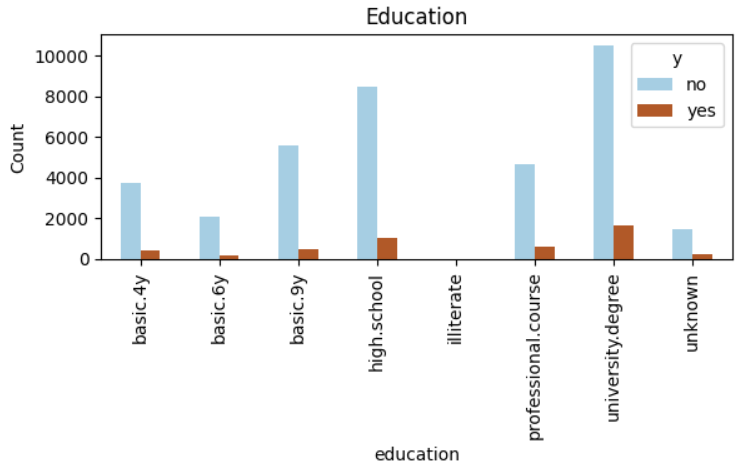 Education
y
no
yes
Count
10000
8000
6000
4000
2000
0
basic.4y
basic.6y
basic.9y
high.school
illiterate
professional.course
university.degree
unknown
education